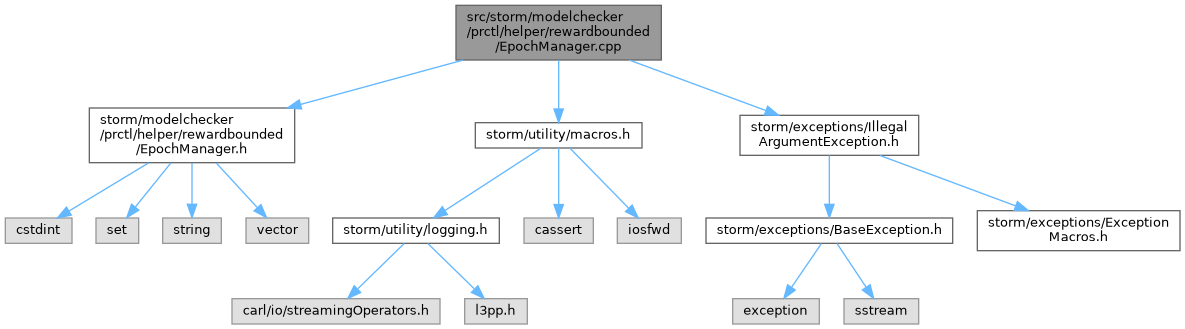 src/storm/modelchecker
/prctl/helper/rewardbounded
/EpochManager.cpp
storm/modelchecker
/prctl/helper/rewardbounded
/EpochManager.h
storm/utility/macros.h
storm/exceptions/Illegal
ArgumentException.h
cstdint
set
string
vector
storm/utility/logging.h
cassert
iosfwd
storm/exceptions/BaseException.h
storm/exceptions/Exception
Macros.h
carl/io/streamingOperators.h
l3pp.h
exception
sstream